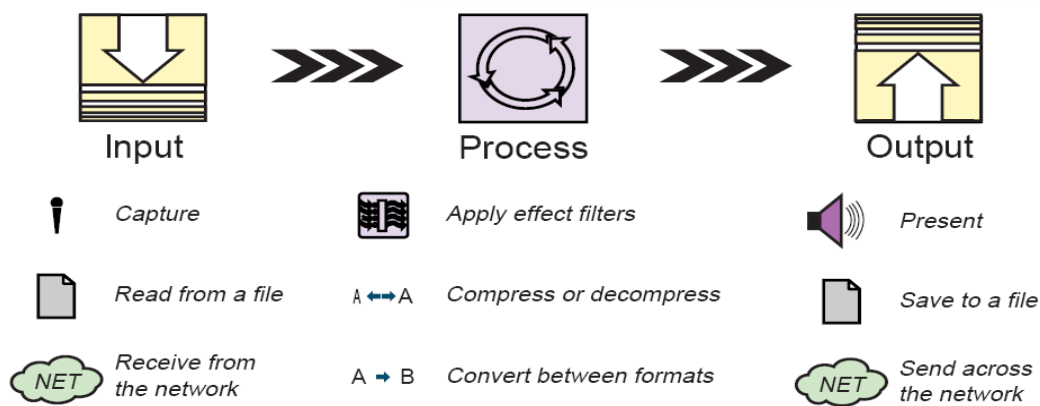 Input
Process
Output
Capture
Apply effect filters
Present
Read from a file
A A
Compress or decompress
Save to a file
NET
Receive from
the network
A B
Convert between formats
NET
Send across
the network